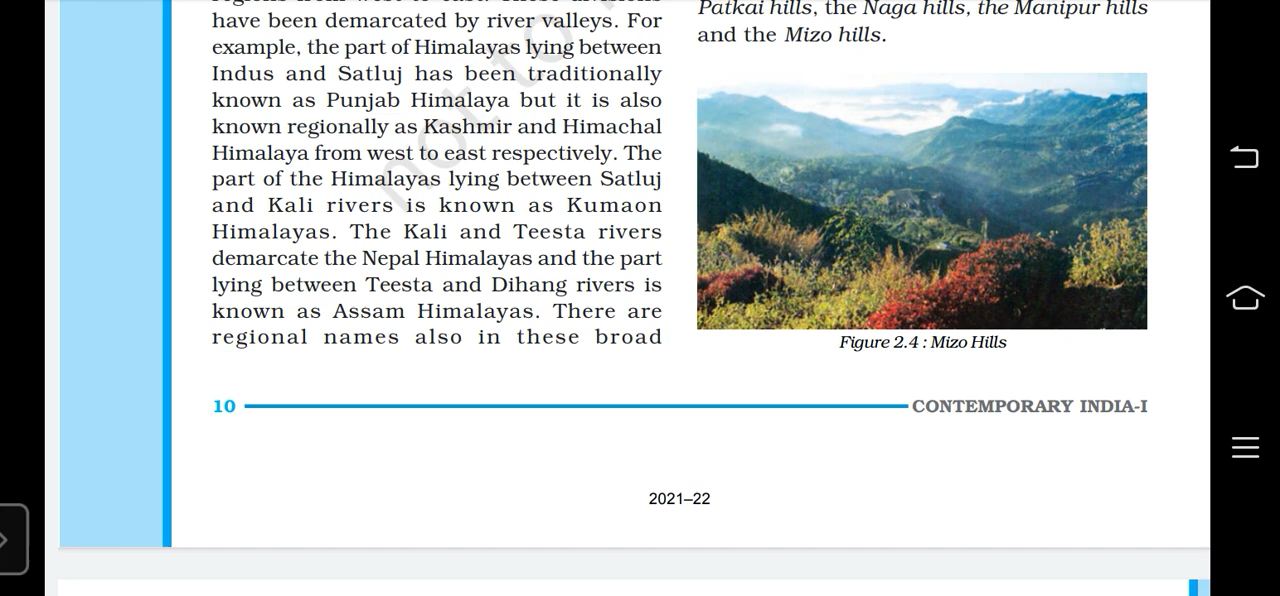 have been demarcated by river valleys. For
example, the part of Himalayas lying between
Indus and Satluj has been traditionally
known as Punjab Himalaya but it is also
known regionally as Kashmir and Himachal
Himalaya from west to east respectively. The
part of the Himalayas lying between Satluj
and Kali rivers is known as Kumaon
Himalayas. The Kali and Teesta rivers
demarcate the Nepal Himalayas and the part
lying between Teesta and Dihang rivers is
known as Assam Himalayas. There are
regional names also in these broad
Patkai hills, the Naga hills, the Manipur hills
and the Mizo hills.
Figure 2.4 : Mizo Hills
not to
10
CONTEMPORARY INDIA-I
2021–22